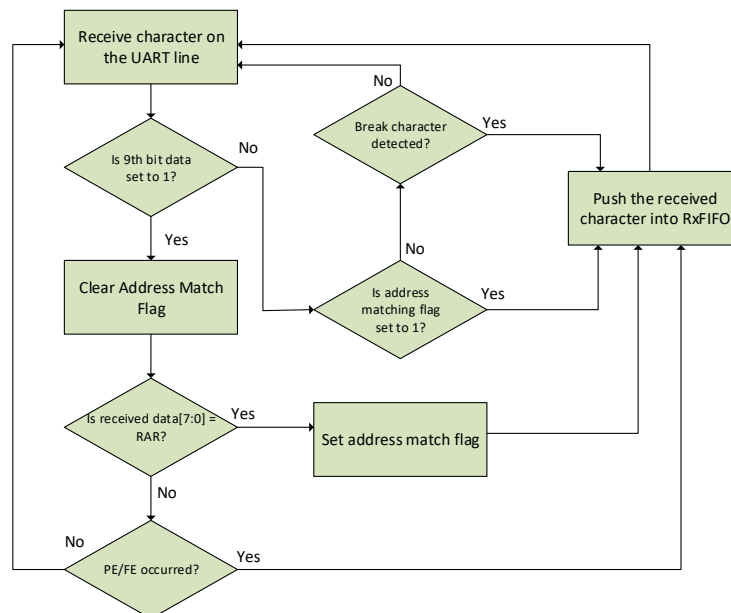 Receive character on
the UART line
No
Break character
detected?
Yes
Is 9th bit data
set to 1?
No
Push the received
character into RxFIFO
Yes
No
Clear Address Match
Flag
Is address
matching flag
set to 1?
Yes
Is received data[7:0] =
RAR?
Yes
Set address match flag
No
No
PE/FE occurred?
Yes